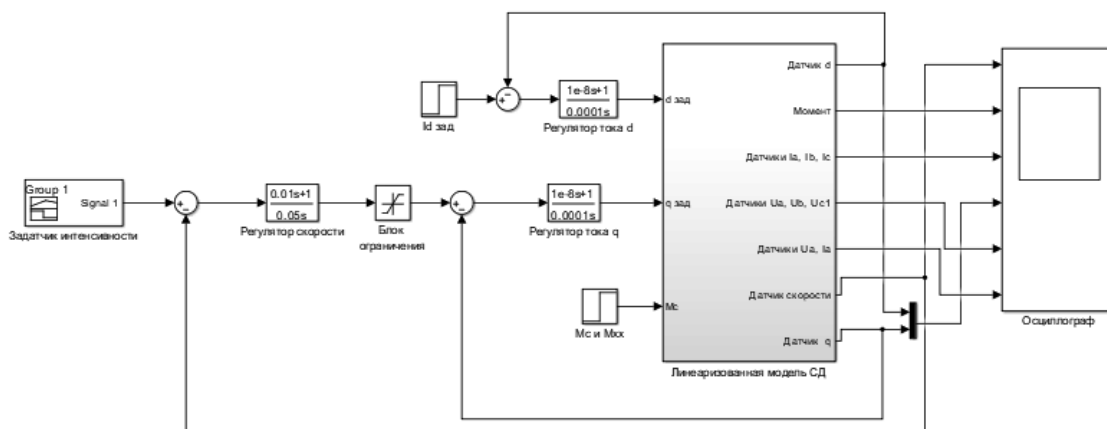 Датчик d
1e-8s+1
0.0001s
d зад
Id зад
Регулятор тока d
Момент
Датчики Ia, Ib, Ic
Group 1
Signal 1
Задатчик интенсивности
+
−
0.01s+1
0.05s
Регулятор скорости
Блок
ограничения
+
−
1e-8s+1
0.0001s
Регулятор тока q
q зад
Датчики Ua, Ub, Uc1
Датчики Ua, Ia
Mc
Мс и Мхх
Датчик скорости
Датчик q
Линеаризованная модель СД
Осциллограф